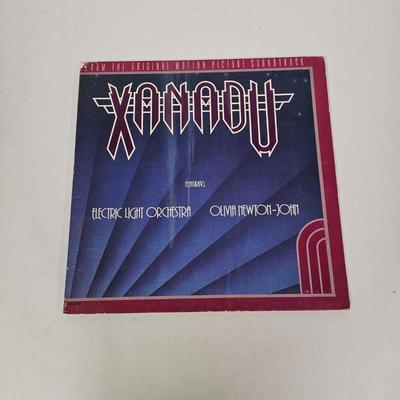 FROM THE ORIGINAL MOTION PICTURE SOUNDTRACK
XANADU
FEATURING
ELECTRIC LIGHT ORCHESTRA OLIVIA NEWTON-JOHN